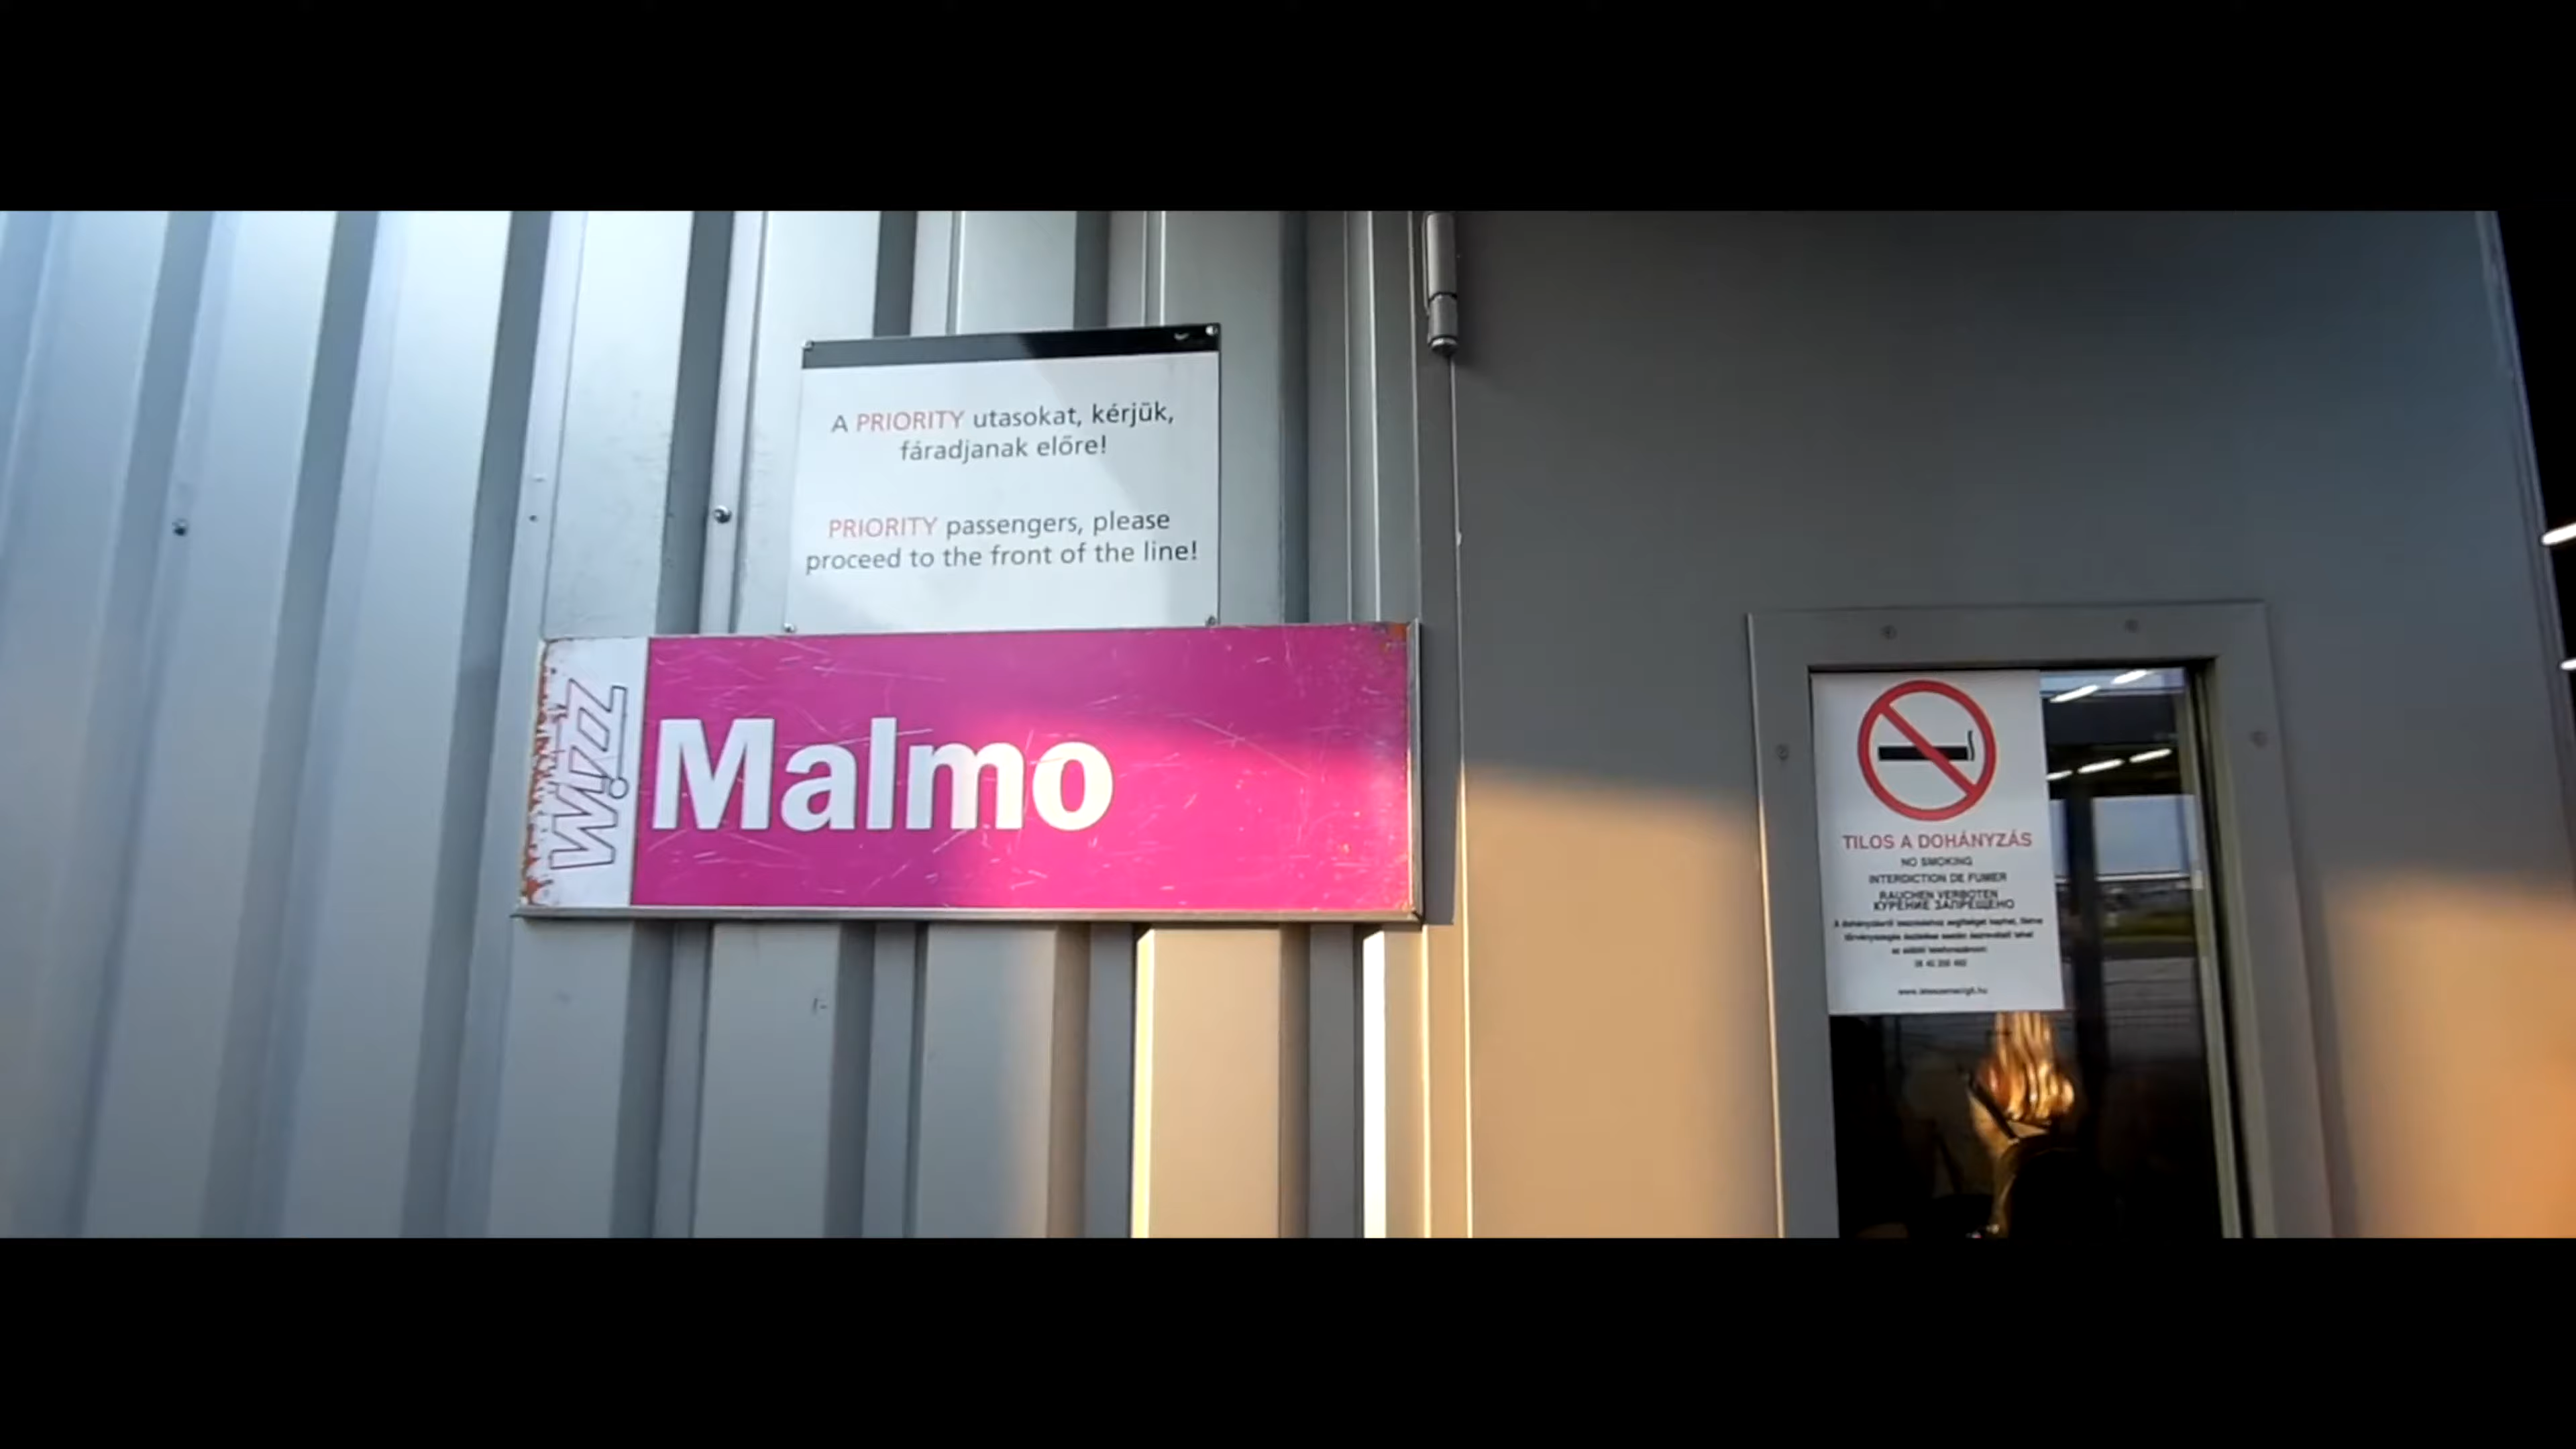 A PRIORITY utasokat, kérjük,
fáradjanak előre!
PRIORITY passengers, please
proceed to the front of the line!
Wizz
Malmo
TILOS A DOHÁNYZÁS
NO SMOKING
INTERDICTION DE FUMER
RAUCHEN VERBOTEN
КУРЕНИЕ ЗАПРЕЩЕНО